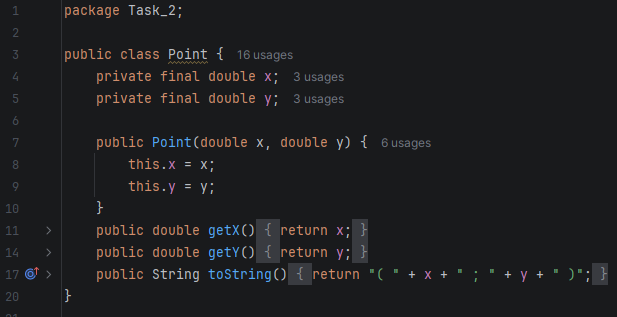 1 package Task_2;
2
3 public class Point { 16 usages
4 private final double x; 3 usages
5 private final double y; 3 usages
6
7 public Point(double x, double y) { 6 usages
8 this.x = x;
9 this.y = y;
10 }
11 public double getX() { return x; }
14 public double getY() { return y; }
17 public String toString() { return "( " + x + " ; " + y + " )"; }
20 }